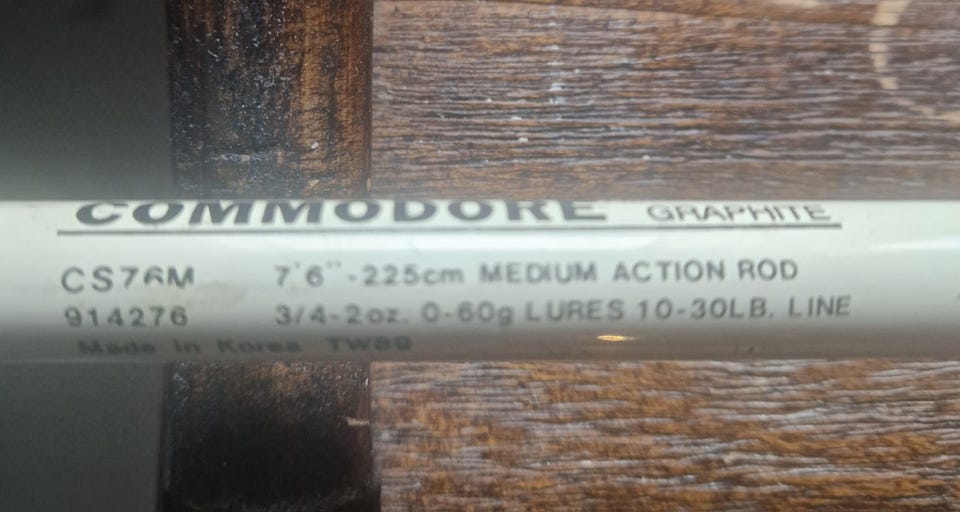 COMMODORE GRAPHITE
CS76M 7'6"-225cm MEDIUM ACTION ROD
914276 3/4-2oz. 0-60g LURES 10-30LB. LINE
Made in Korea TW89